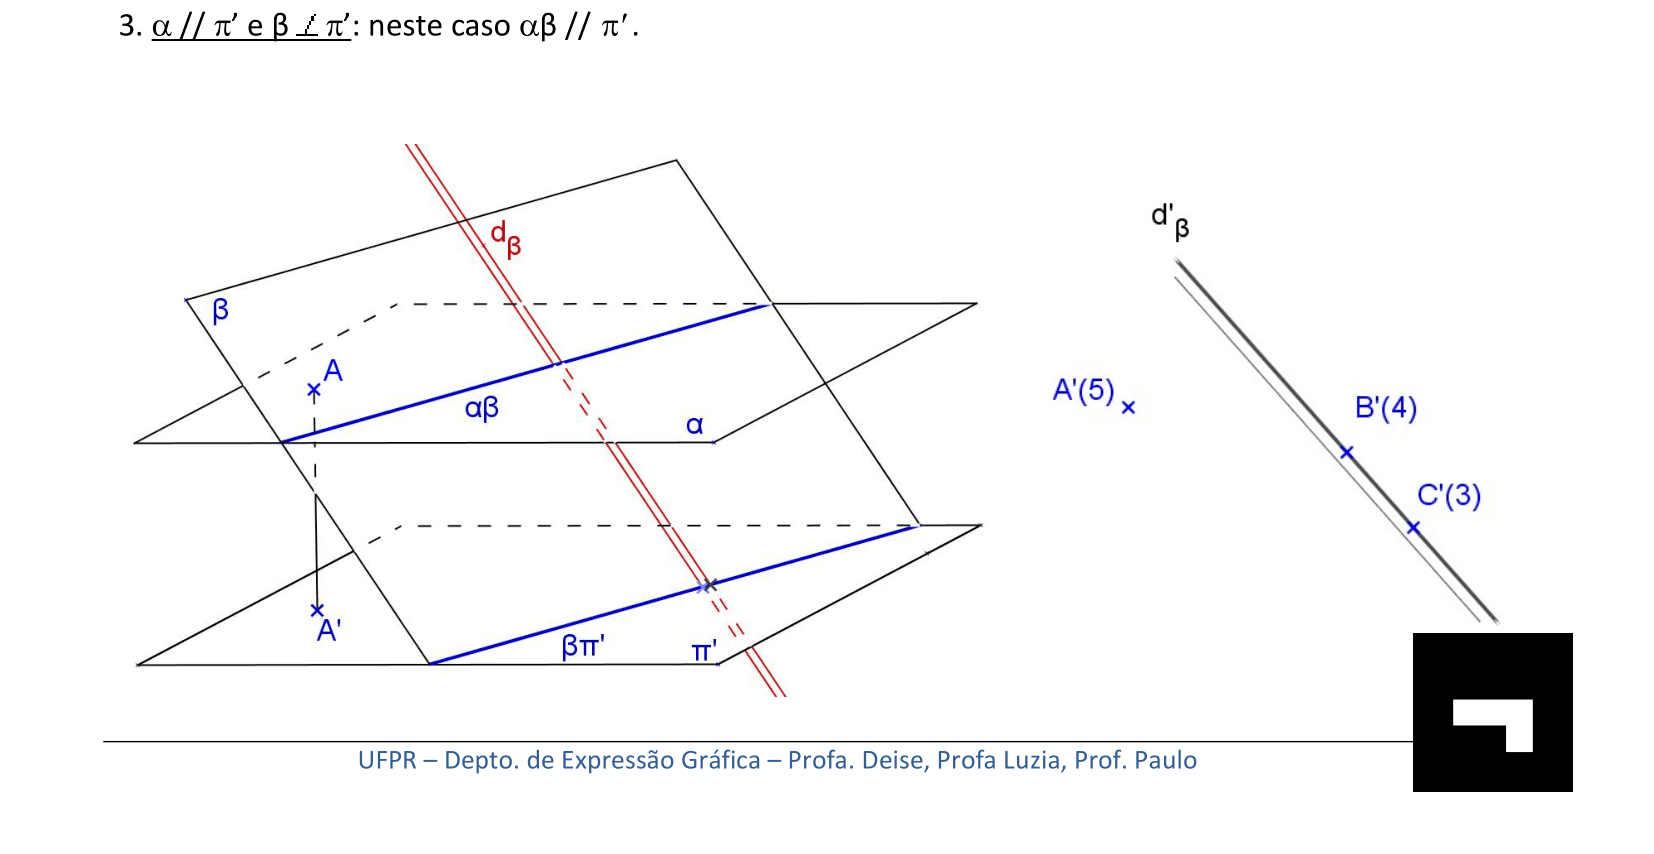 3. α // π′ e β ⊥̸ π′: neste caso αβ // π′.
d'β
dβ
β
A
A'(5)
B'(4)
αβ
α
C'(3)
A'
βπ'
π'
UFPR – Depto. de Expressão Gráfica – Profa. Deise, Profa Luzia, Prof. Paulo